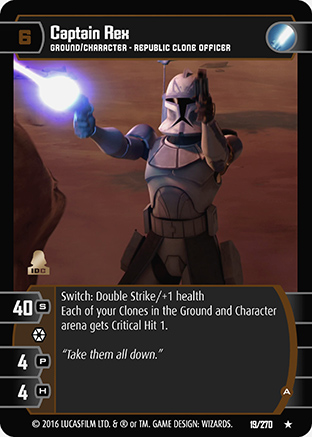 6
Captain Rex
GROUND/CHARACTER - REPUBLIC CLONE OFFICER
IDC
40 S
Switch: Double Strike/+1 health
Each of your Clones in the Ground and Character
arena gets Critical Hit 1.
4 P
“Take them all down.”
4 H
A
© 2016 LUCASFILM LTD. & ® or TM. GAME DESIGN: WIZARDS.
19/270